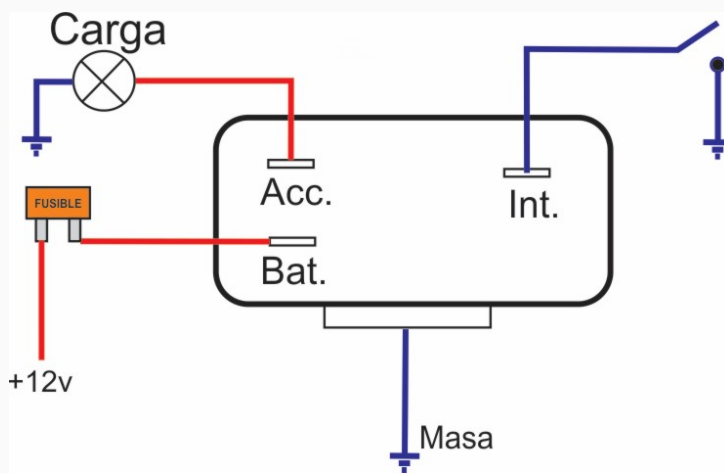 Carga
FUSIBLE
Acc.
Int.
Bat.
+12v
Masa